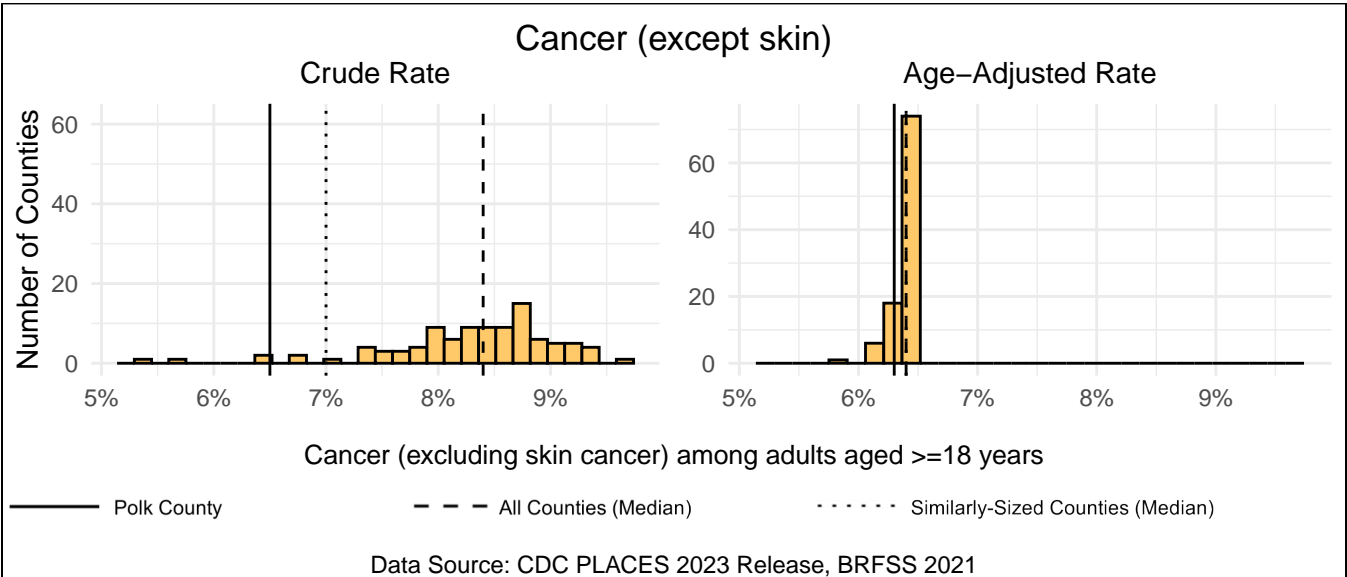 Cancer (except skin)
Crude Rate
Age−Adjusted Rate
Number of Counties
60
40
20
0
5%
6%
7%
8%
9%
60
40
20
0
5%
6%
7%
8%
9%
Cancer (excluding skin cancer) among adults aged >=18 years
Polk County
All Counties (Median)
Similarly-Sized Counties (Median)
Data Source: CDC PLACES 2023 Release, BRFSS 2021